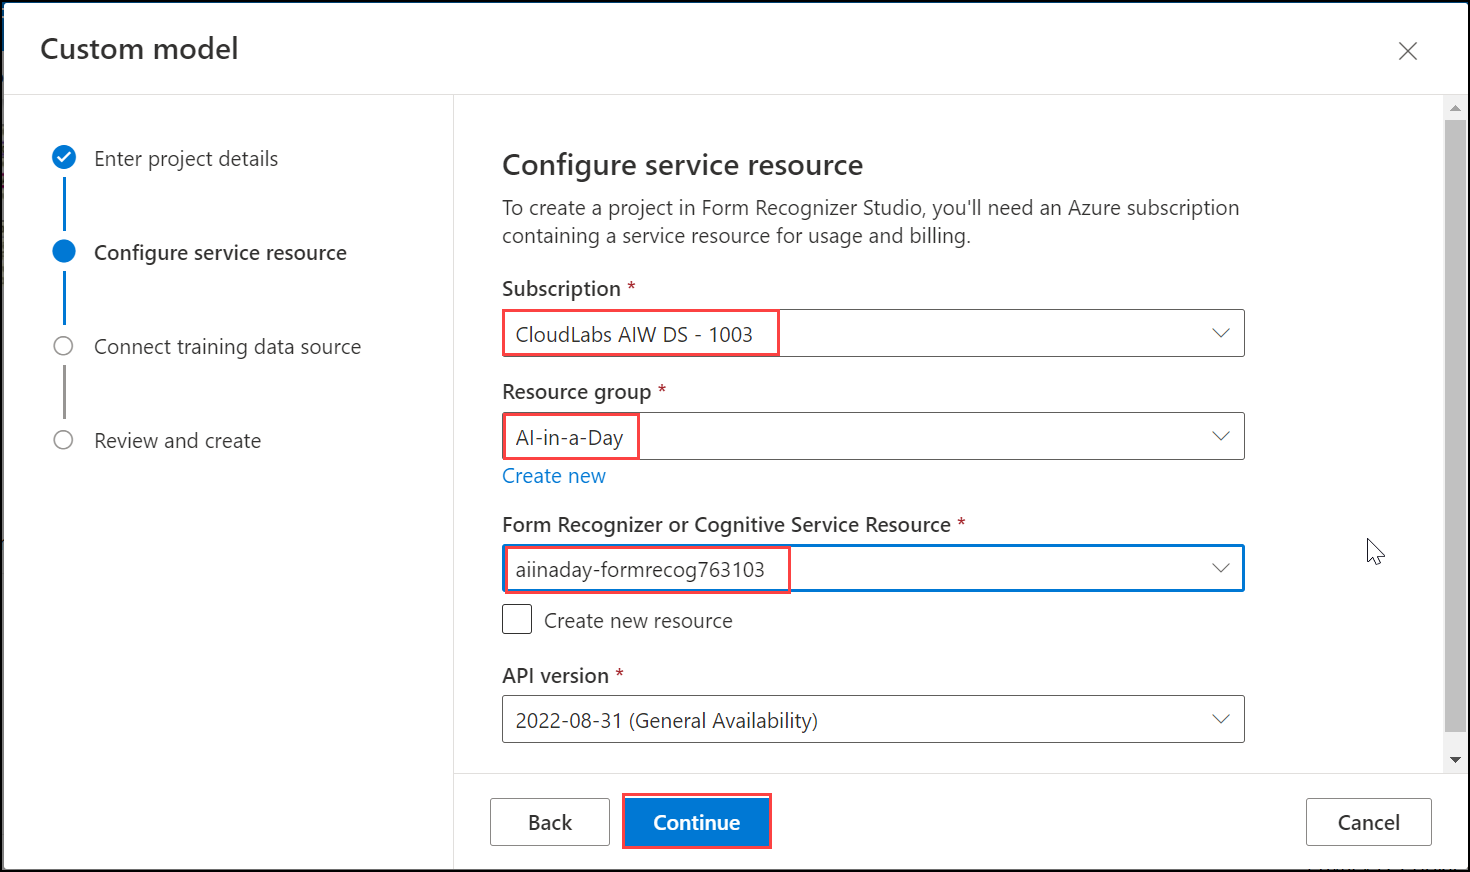 Custom model
Enter project details
Configure service resource
Connect training data source
Review and create
Configure service resource
To create a project in Form Recognizer Studio, you'll need an Azure subscription
containing a service resource for usage and billing.
Subscription *
CloudLabs AIW DS - 1003
Resource group *
AI-in-a-Day
Create new
Form Recognizer or Cognitive Service Resource *
aiinaday-formrecog763103
Create new resource
API version *
2022-08-31 (General Availability)
Back
Continue
Cancel